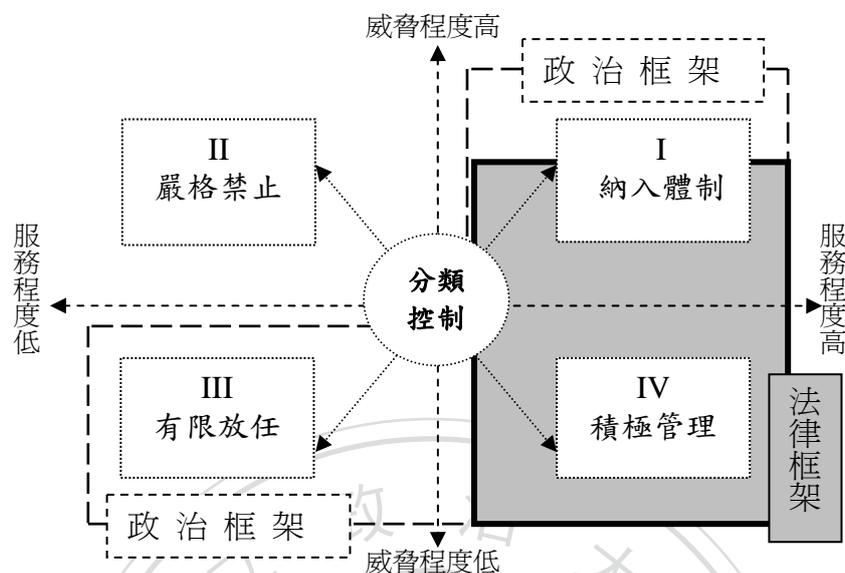 威脅程度高
政治框架
II
嚴格禁止
I
納入體制
服務程度低
分類
控制
服務程度高
III
有限放任
IV
積極管理
法律框架
政治框架
威脅程度低
政 治